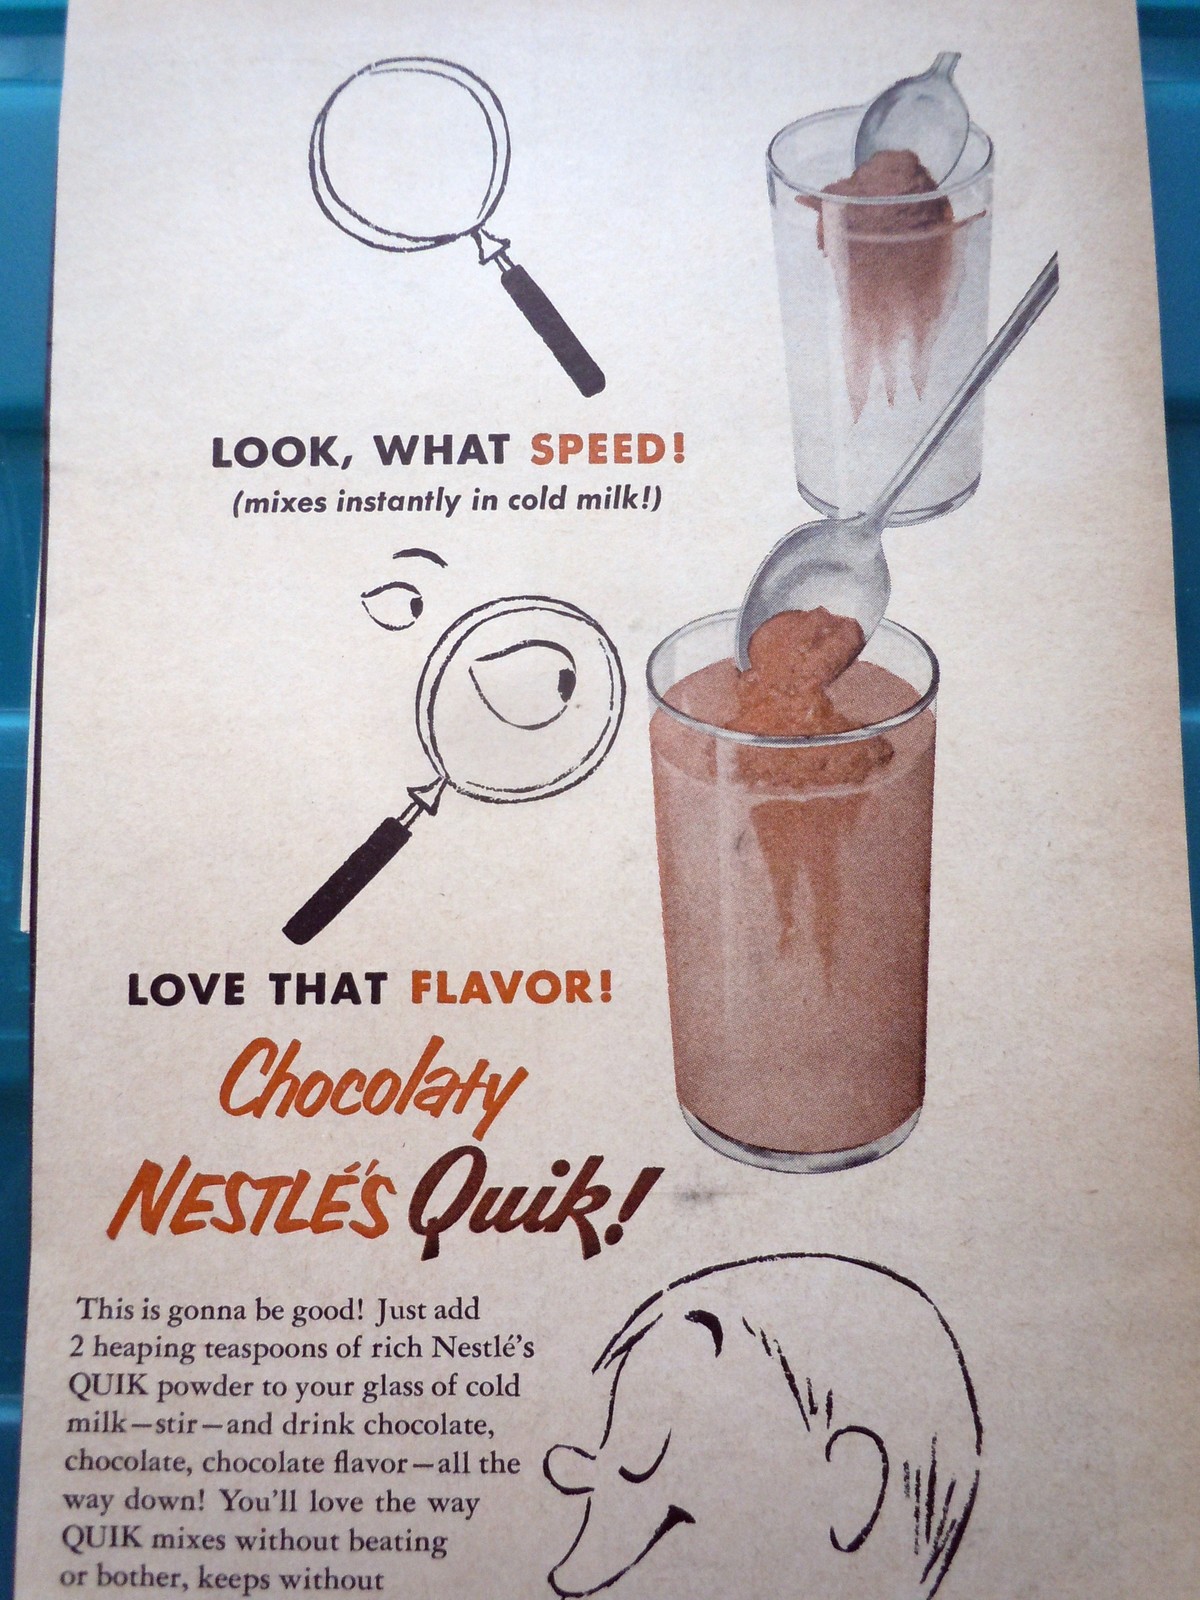 LOOK, WHAT SPEED!
(mixes instantly in cold milk!)
LOVE THAT FLAVOR!
Chocolaty
NESTLÉ'S Quik!
This is gonna be good! Just add
2 heaping teaspoons of rich Nestlé's
QUIK powder to your glass of cold
milk—stir—and drink chocolate,
chocolate, chocolate flavor—all the
way down! You'll love the way
QUIK mixes without beating
or bother, keeps without